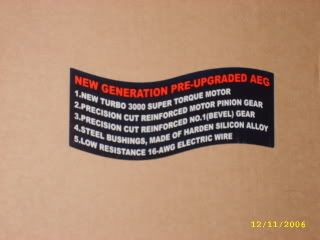 NEW GENERATION PRE-UPGRADED AEG
1.NEW TURBO 3000 SUPER TORQUE MOTOR
2.PRECISION CUT REINFORCED MOTOR PINION GEAR
3.PRECISION CUT REINFORCED NO.1(BEVEL) GEAR
4.STEEL BUSHINGS, MADE OF HARDEN SILICON ALLOY
5.LOW RESISTANCE 16-AWG ELECTRIC WIRE
12/11/2006